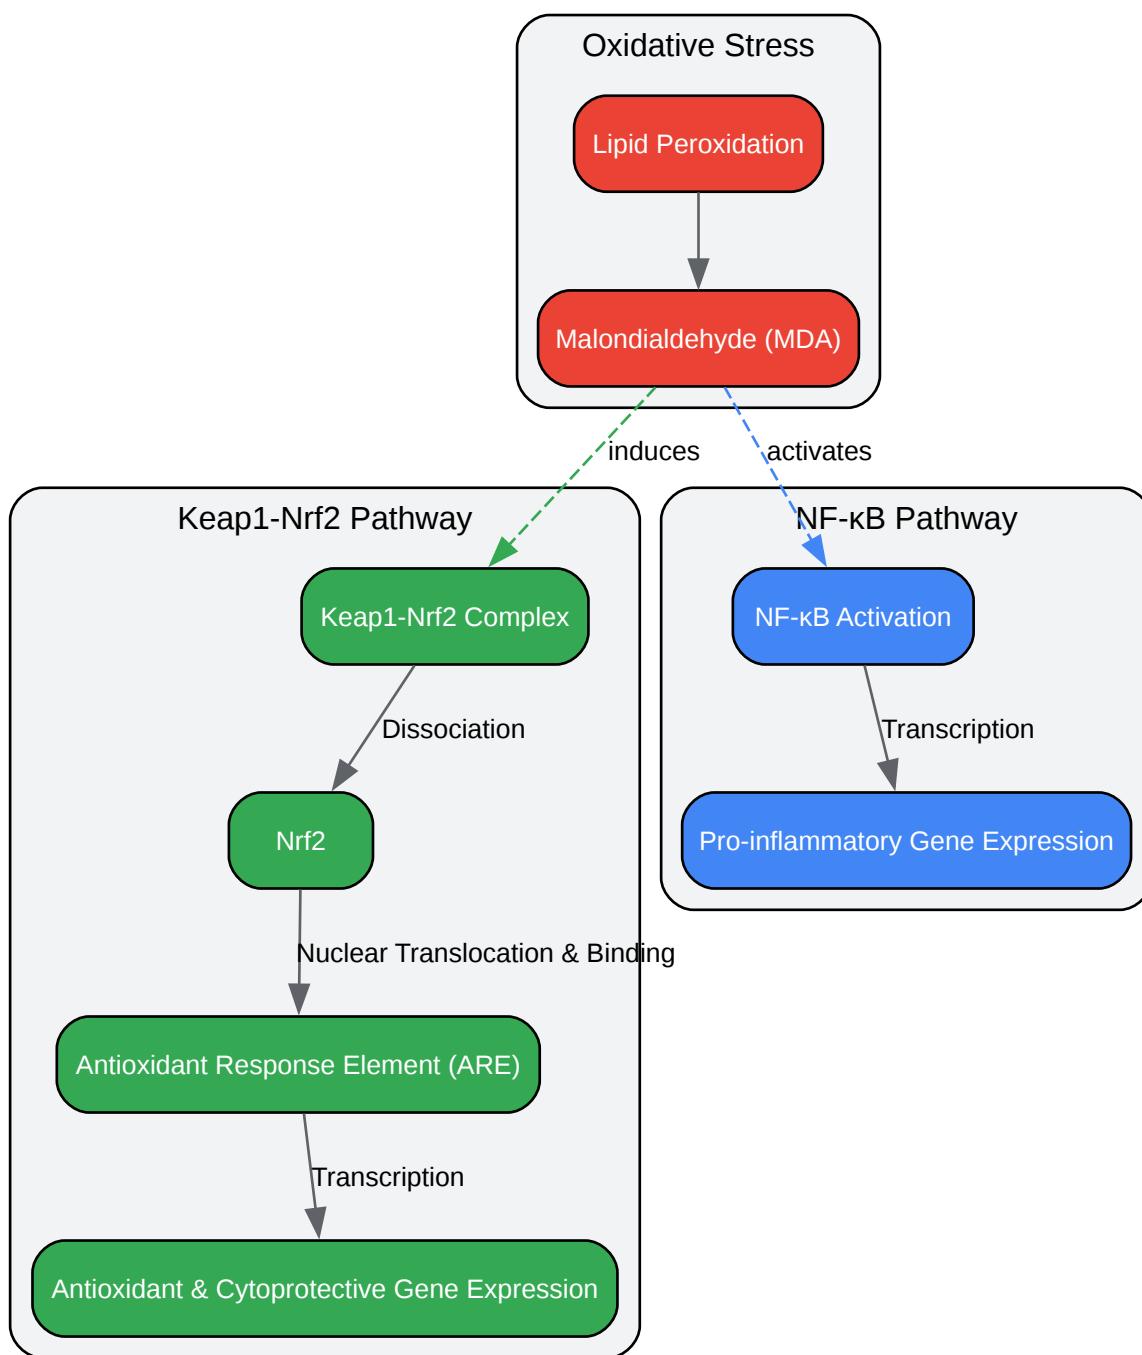 Oxidative Stress
Lipid Peroxidation
Malondialdehyde (MDA)
induces
activates
Keap1-Nrf2 Pathway
Keap1-Nrf2 Complex
Dissociation
Nrf2
Nuclear Translocation & Binding
Antioxidant Response Element (ARE)
Transcription
Antioxidant & Cytoprotective Gene Expression
NF-κB Pathway
NF-κB Activation
Transcription
Pro-inflammatory Gene Expression